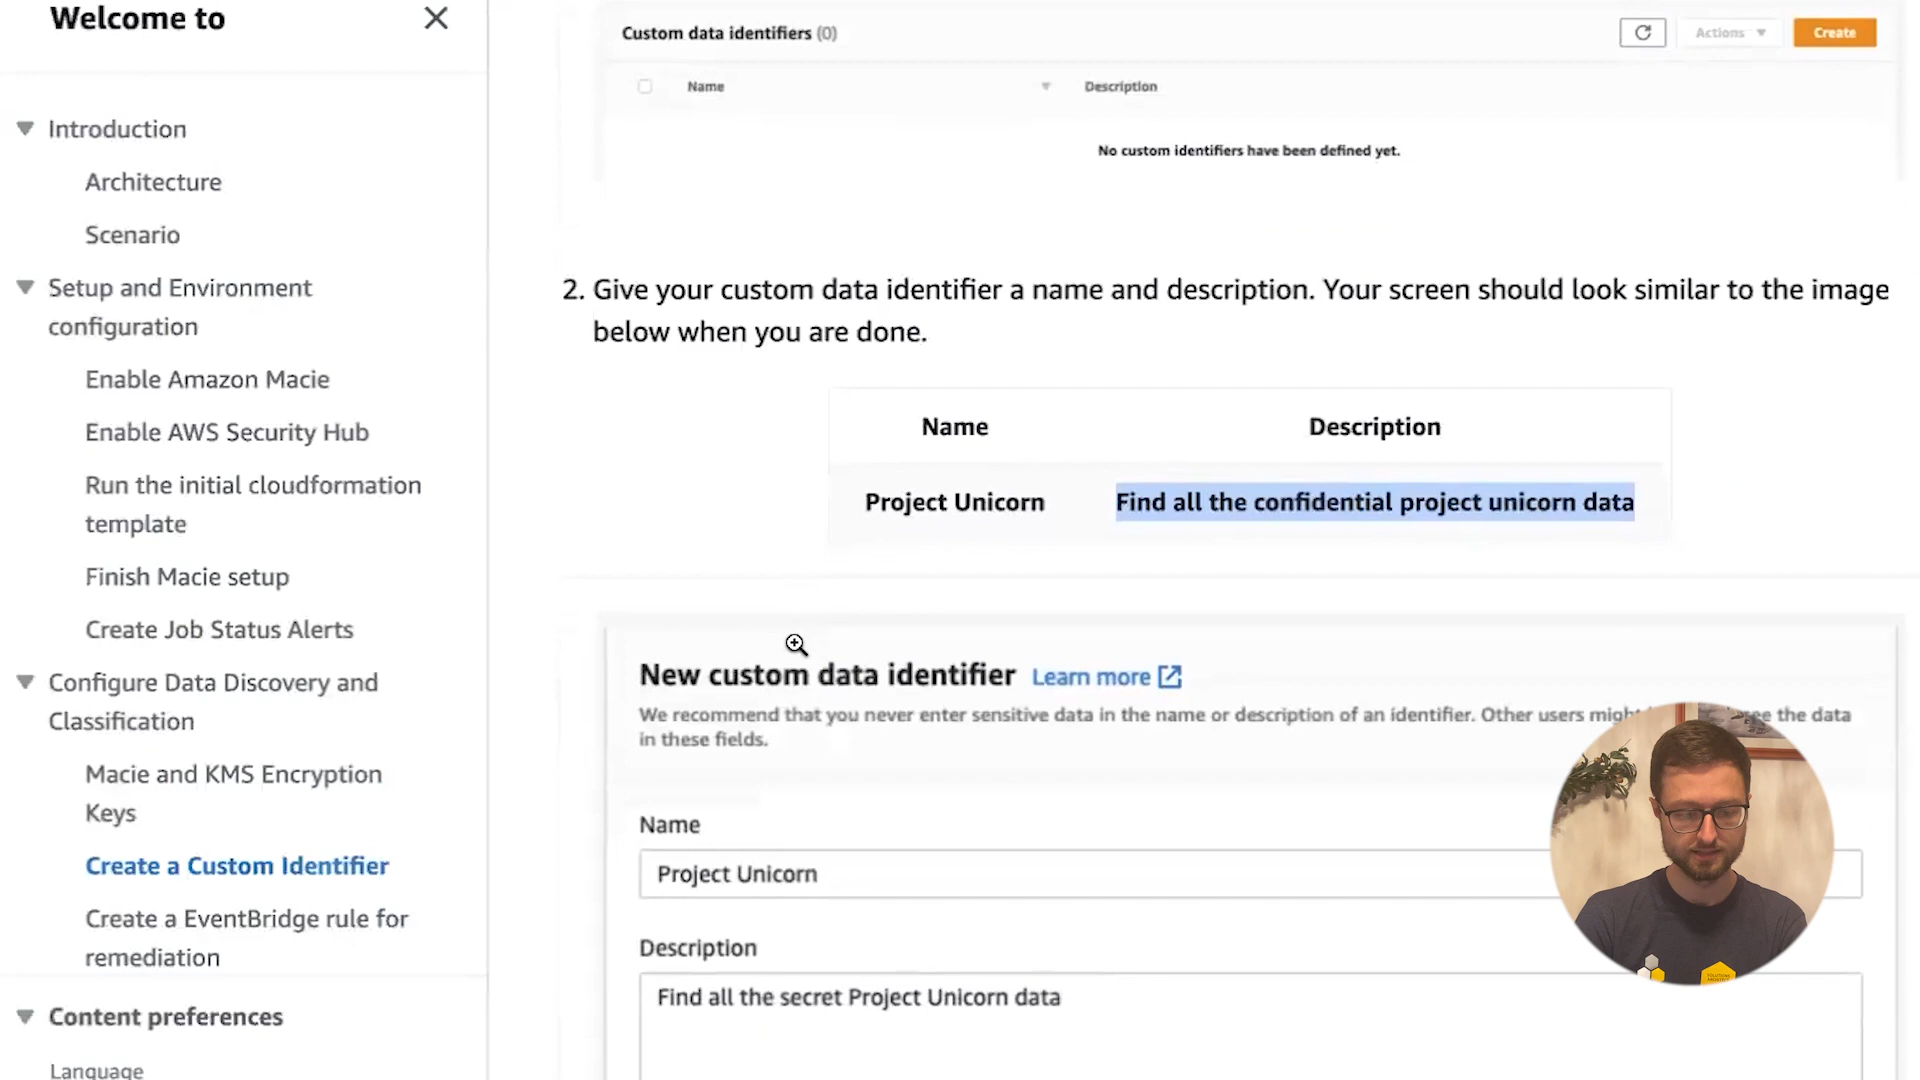 Welcome to
Introduction
Architecture
Scenario
Setup and Environment
configuration
Enable Amazon Macie
Enable AWS Security Hub
Run the initial cloudformation
template
Finish Macie setup
Create Job Status Alerts
Configure Data Discovery and
Classification
Macie and KMS Encryption
Keys
Create a Custom Identifier
Create a EventBridge rule for
remediation
Content preferences
Language
Custom data identifiers (0)
Actions
Create
Name
Description
No custom identifiers have been defined yet.
2. Give your custom data identifier a name and description. Your screen should look similar to the image
below when you are done.
Name
Description
Project Unicorn
Find all the confidential project unicorn data
New custom data identifier Learn more
We recommend that you never enter sensitive data in the name or description of an identifier. Other users the data
in these fields.
Name
Project Unicorn
Description
Find all the secret Project Unicorn data